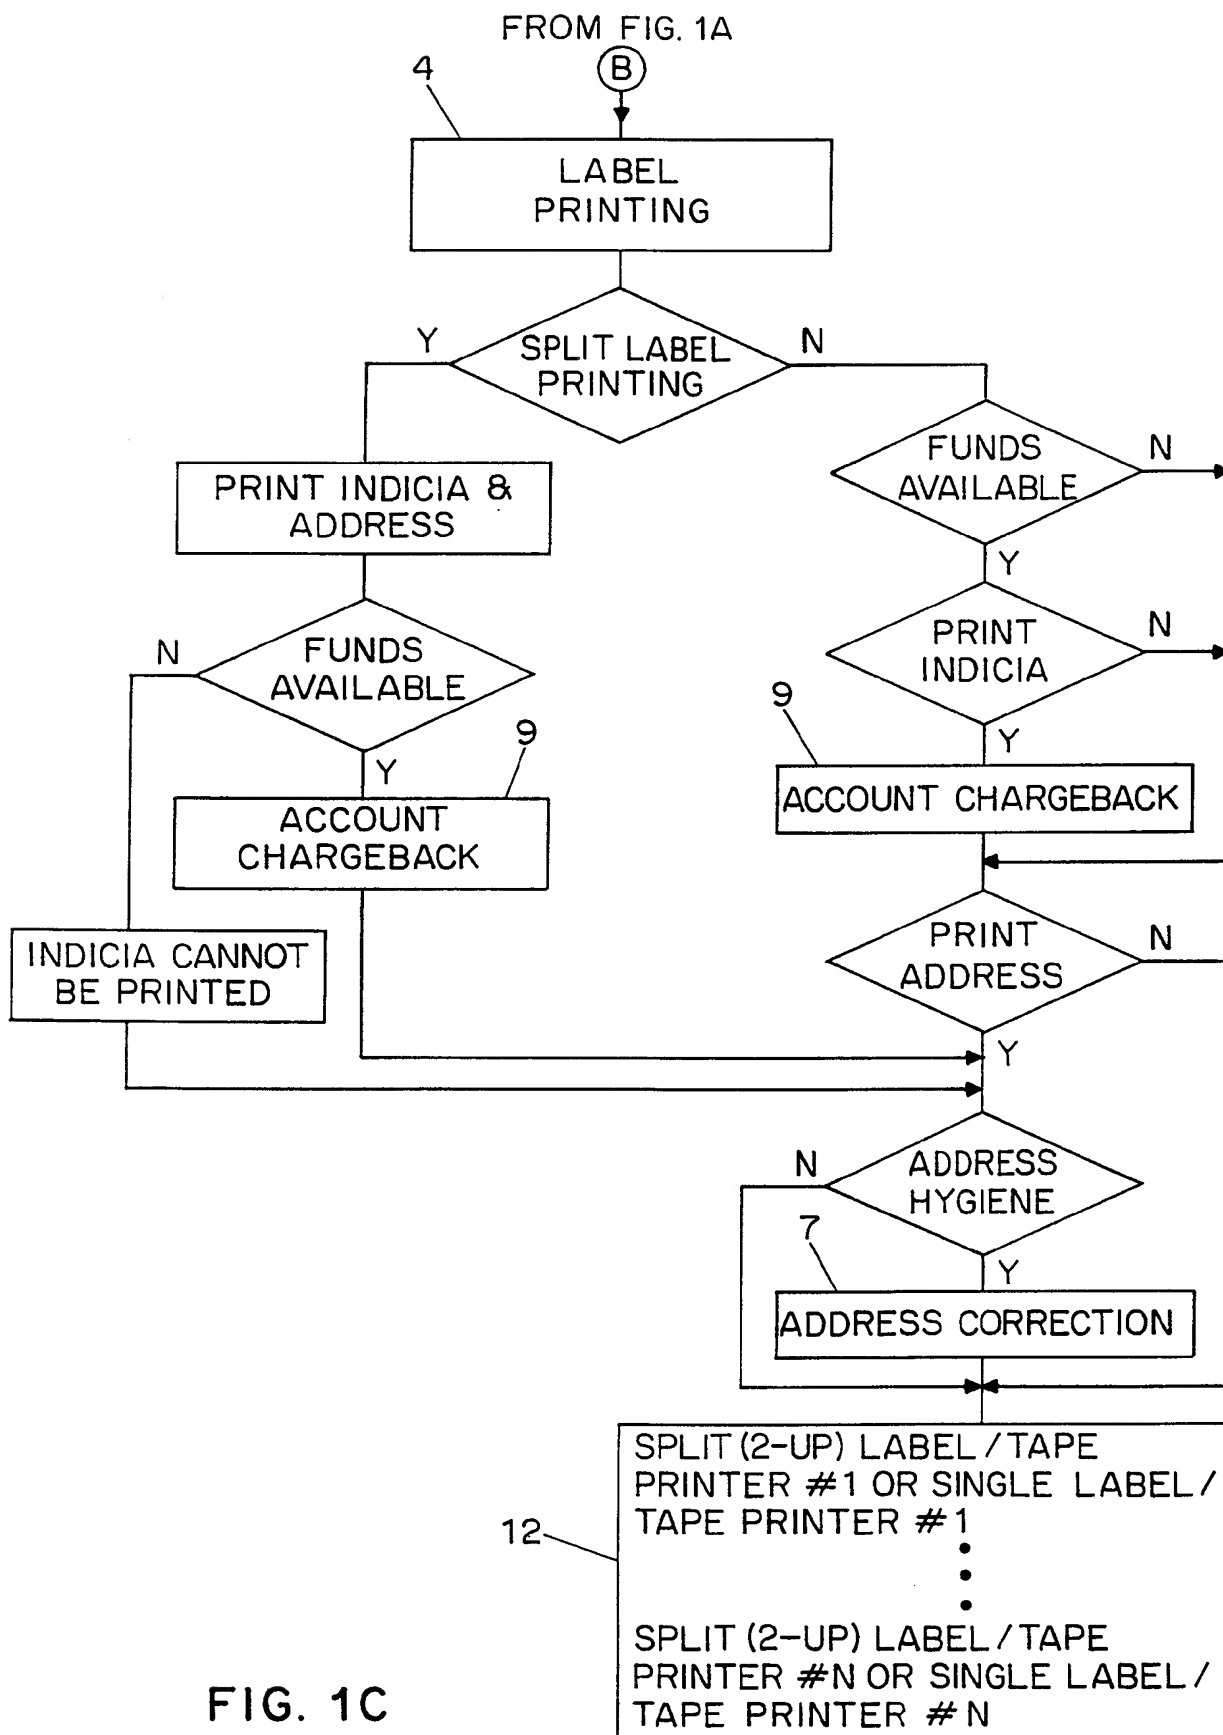 FROM FIG. 1A
B
4
LABEL
PRINTING
Y
SPLIT LABEL
PRINTING
N
PRINT INDICIA &
ADDRESS
FUNDS
AVAILABLE
N
Y
N
FUNDS
AVAILABLE
Y
PRINT
INDICIA
N
Y
9
ACCOUNT
CHARGEBACK
9
ACCOUNT CHARGEBACK
INDICIA CANNOT
BE PRINTED
PRINT
ADDRESS
N
Y
N
ADDRESS
HYGIENE
Y
7
ADDRESS CORRECTION
12
SPLIT (2-UP) LABEL / TAPE
PRINTER #1 OR SINGLE LABEL /
TAPE PRINTER #1
SPLIT (2-UP) LABEL / TAPE
PRINTER #N OR SINGLE LABEL /
TAPE PRINTER #N
FIG. 1C